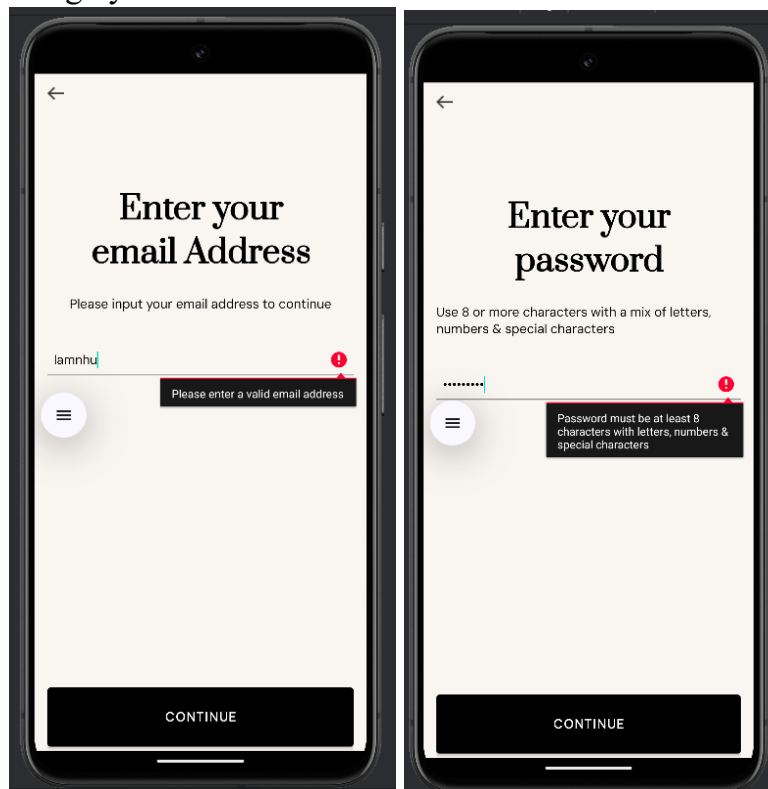 Enter your
email Address
Please input your email address to continue
lamnhu
Please enter a valid email address
CONTINUE
Enter your
password
Use 8 or more characters with a mix of letters,
numbers & special characters
•••••••••
Password must be at least 8
characters with letters, numbers &
special characters
CONTINUE